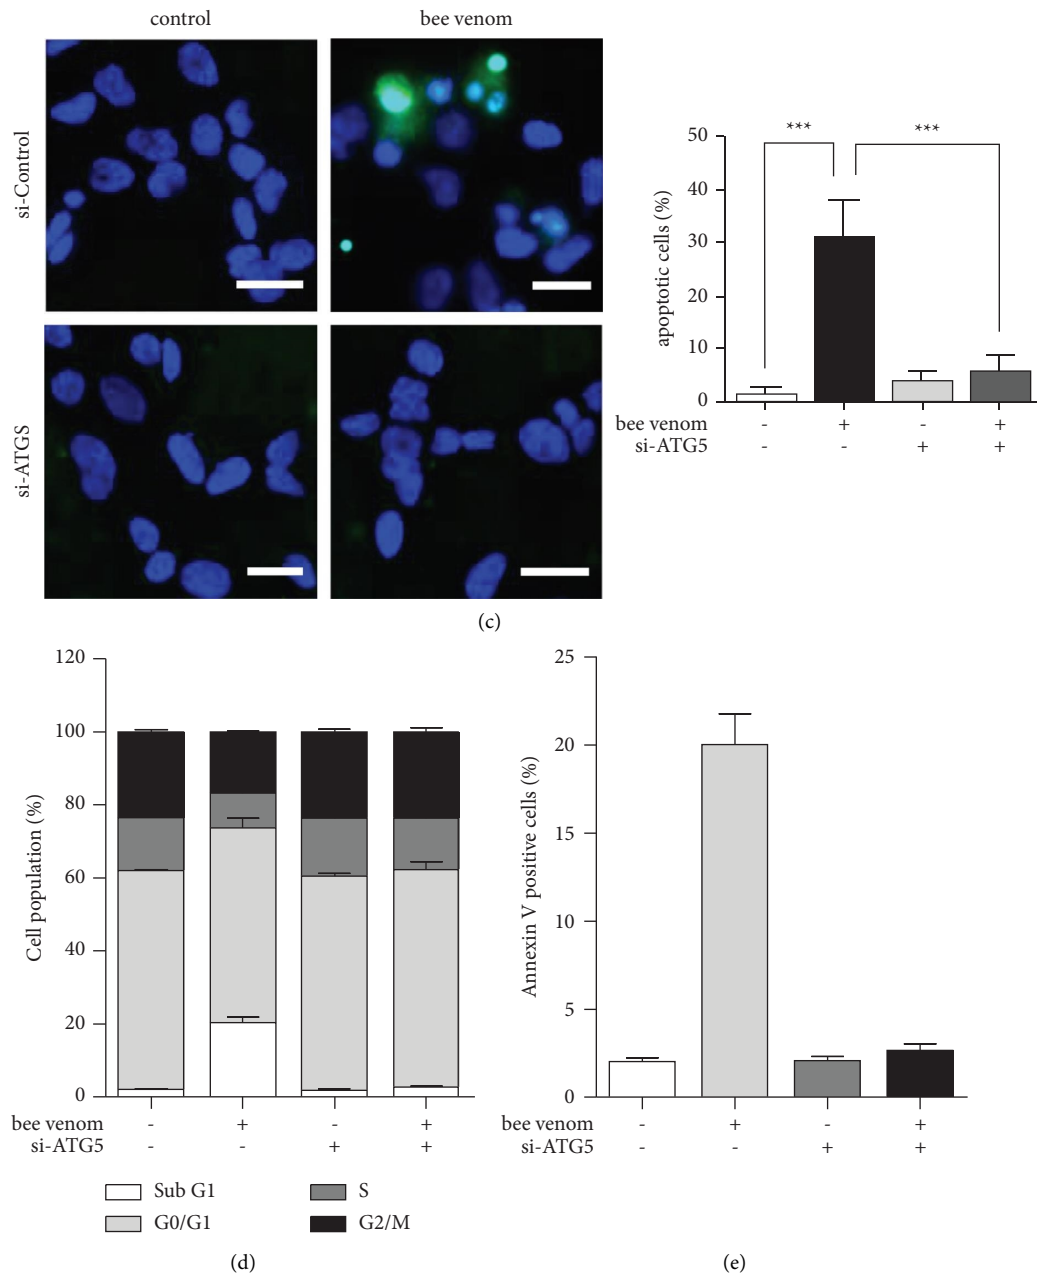 control bee venom
si-Control
si-ATGS
*** ***
50
40
30
20
10
0
apoptotic cells (%)
bee venom - + - +
si-ATG5 - - + +
(c)
120
100
80
60
40
20
0
Cell population (%)
bee venom - + - +
si-ATG5 - - + +
Sub G1 S
G0/G1 G2/M
(d)
25
20
15
10
5
0
Annexin V positive cells (%)
bee venom - + - +
si-ATG5 - - + +
(e)